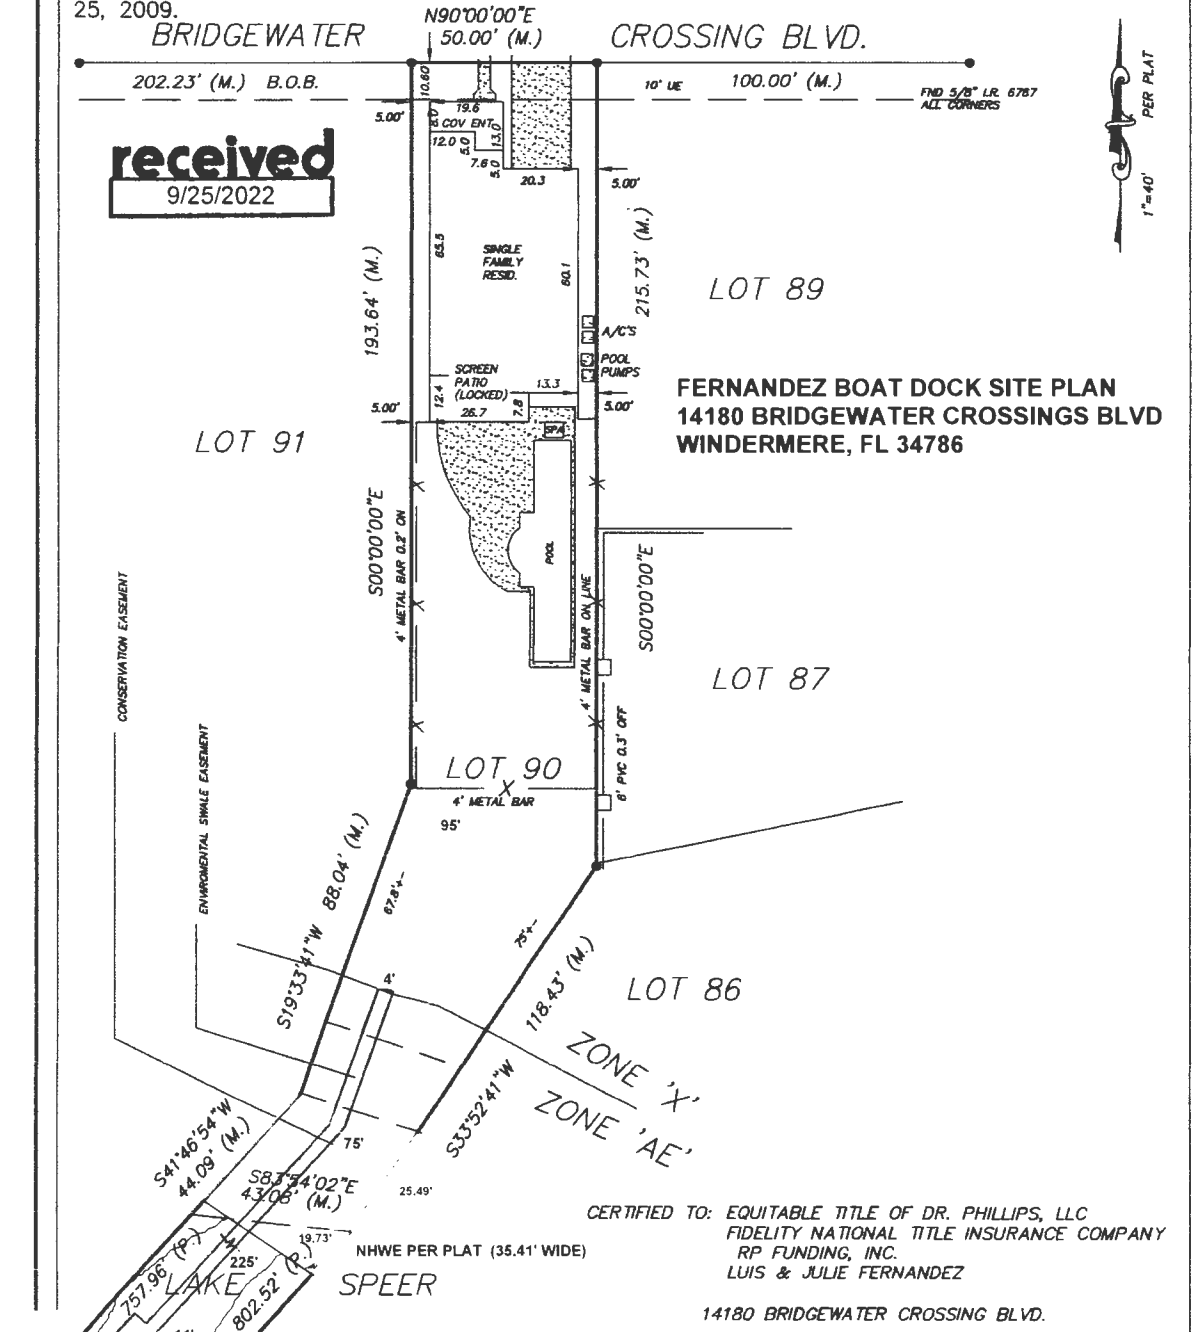 25, 2009.
N90°00'00"E
BRIDGEWATER
50.00' (M.)
CROSSING BLVD.
202.23' (M.) B.O.B.
10.60'
10' UE
100.00' (M.)
FND 5/8" I.R. 6767
ALL CORNERS
PER PLAT
1"=40'
5.00'
19.6
8.0
COV ENT.
12.0
5.0
13.0
7.6
5.0
20.3
5.00'
received
9/25/2022
193.64' (M.)
65.5
SINGLE
FAMILY
RESID.
60.1
215.73' (M.)
LOT 89
A/C'S
POOL
PUMPS
SCREEN
PATIO
(LOCKED)
12.4
13.3
26.7
7.8
5.00'
5.00'
FERNANDEZ BOAT DOCK SITE PLAN
14180 BRIDGEWATER CROSSINGS BLVD
WINDERMERE, FL 34786
LOT 91
SPA
POOL
S00°00'00"E
4' METAL BAR 0.2' ON
4' METAL BAR ON LINE
S00°00'00"E
CONSERVATION EASEMENT
LOT 87
ENVIROMENTAL SWALE EASEMENT
6' PVC 0.3' OFF
LOT 90
4' METAL BAR
95'
S19°33'41"W 88.04' (M.)
67.8'+-
75'+-
4'
118.43' (M.)
S33°52'41"W
LOT 86
ZONE 'X'
ZONE 'AE'
S41°46'54"W
44.09' (M.)
75'
S83°54'02"E
43.08' (M.)
25.49'
19.73'
NHWE PER PLAT (35.41' WIDE)
225'
757.96' (P.)
802.52' (P.)
LAKE SPEER
CERTIFIED TO: EQUITABLE TITLE OF DR. PHILLIPS, LLC
FIDELITY NATIONAL TITLE INSURANCE COMPANY
RP FUNDING, INC.
LUIS & JULIE FERNANDEZ
14180 BRIDGEWATER CROSSING BLVD.